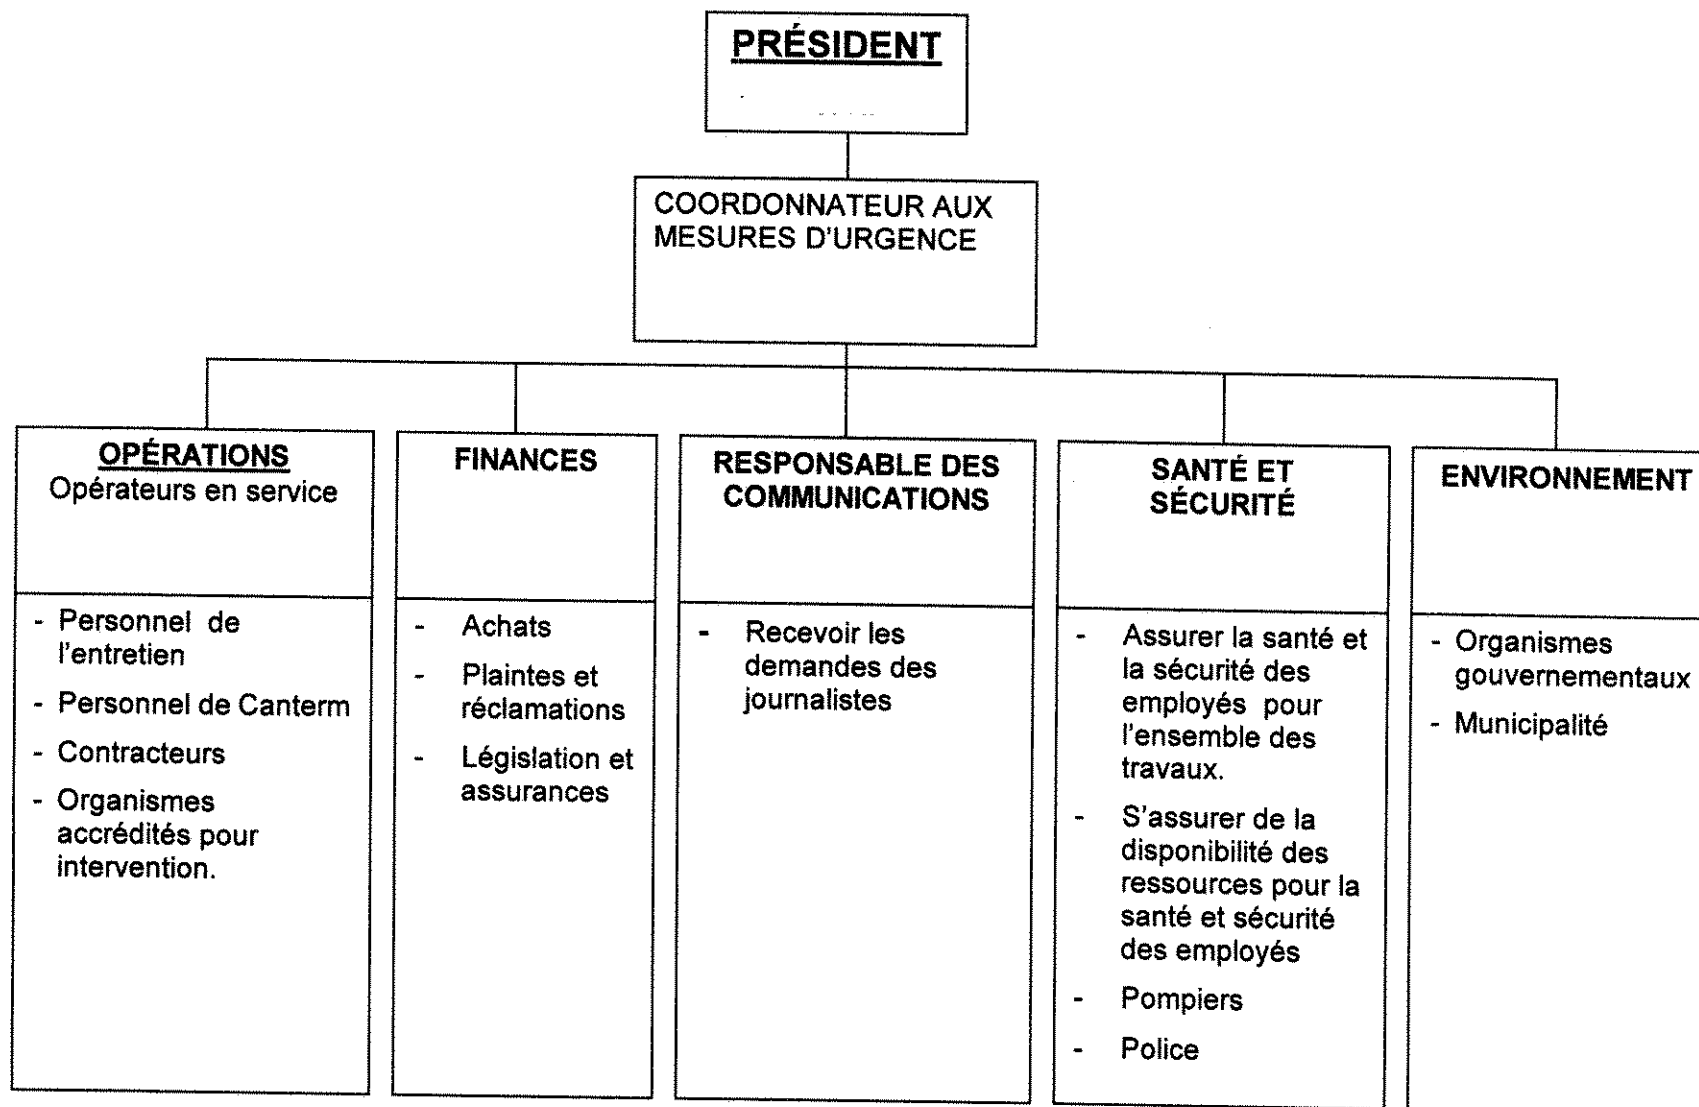 PRÉSIDENT
COORDONNATEUR AUX
MESURES D'URGENCE
OPÉRATIONS
Opérateurs en service
- Personnel de
l'entretien
- Personnel de Canterm
- Contracteurs
- Organismes
accrédités pour
intervention.
FINANCES
- Achats
- Plaintes et
réclamations
- Législation et
assurances
RESPONSABLE DES
COMMUNICATIONS
- Recevoir les
demandes des
journalistes
SANTÉ ET
SÉCURITÉ
- Assurer la santé et
la sécurité des
employés pour
l'ensemble des
travaux.
- S'assurer de la
disponibilité des
ressources pour la
santé et sécurité
des employés
- Pompiers
- Police
ENVIRONNEMENT
- Organismes
gouvernementaux
- Municipalité